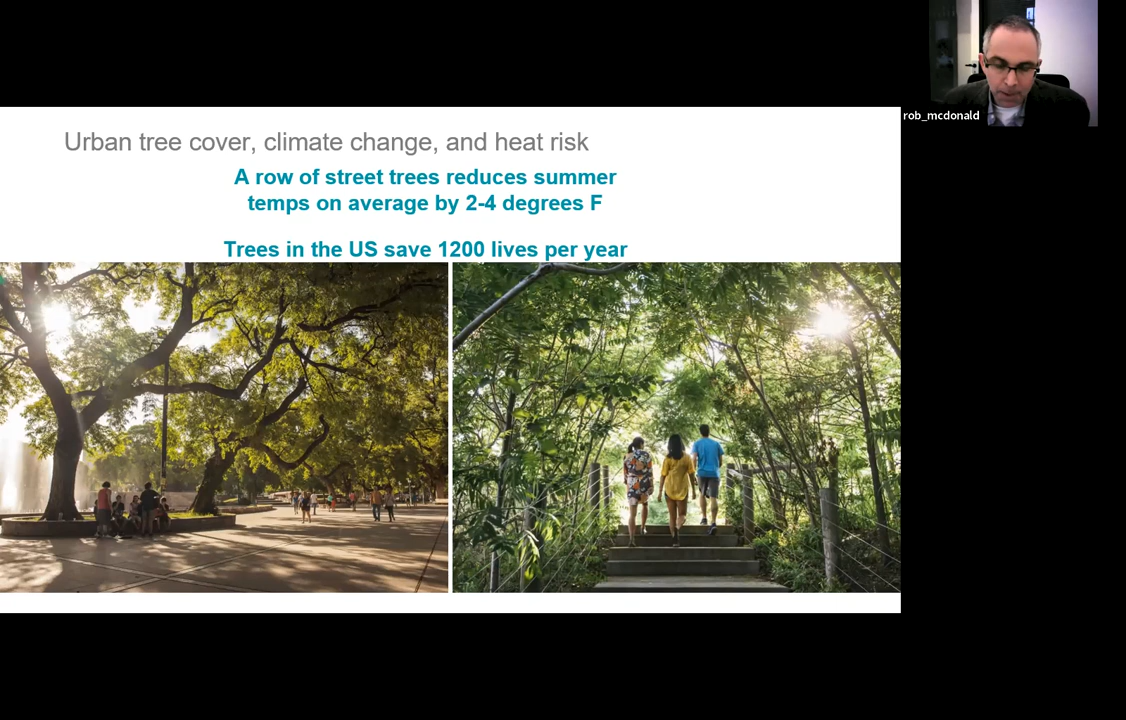 Urban tree cover, climate change, and heat risk
A row of street trees reduces summer
temps on average by 2-4 degrees F
Trees in the US save 1200 lives per year
rob_mcdonald